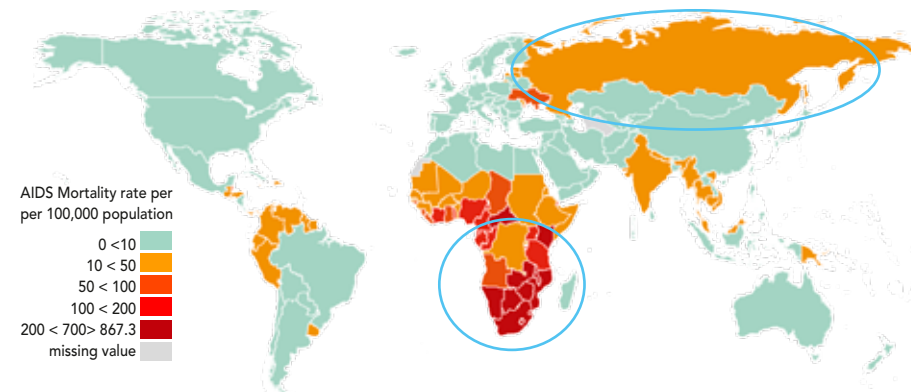 AIDS Mortality rate per
per 100,000 population
0 <10
10 < 50
50 < 100
100 < 200
200 < 700> 867.3
missing value